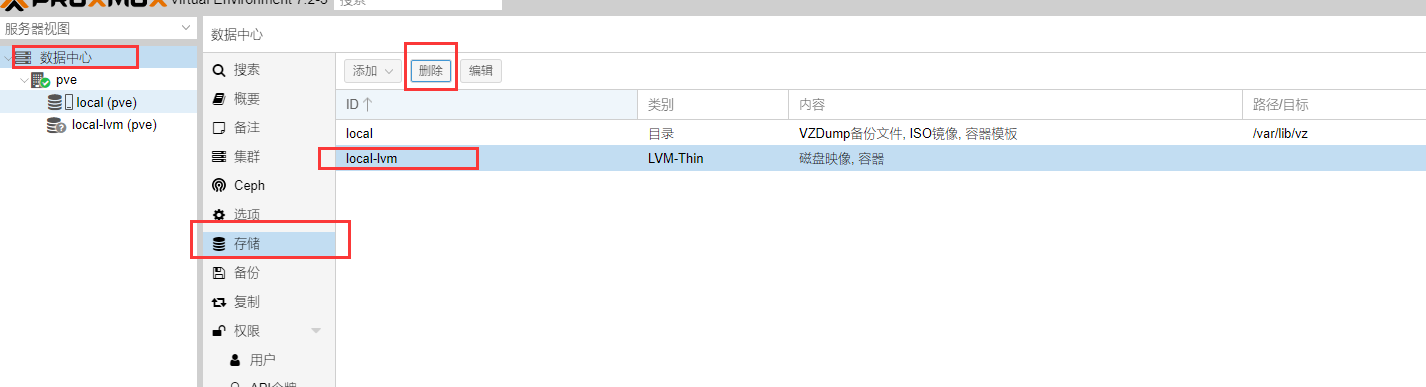 PROXMOX Virtual Environment 7.2-3 搜索
服务器视图
数据中心
pve
local (pve)
local-lvm (pve)
数据中心
搜索
概要
备注
集群
Ceph
选项
存储
备份
复制
权限
用户
API令牌
添加 删除 编辑
ID 类别 内容 路径/目标
local 目录 VZDump备份文件, ISO镜像, 容器模板 /var/lib/vz
local-lvm LVM-Thin 磁盘映像, 容器